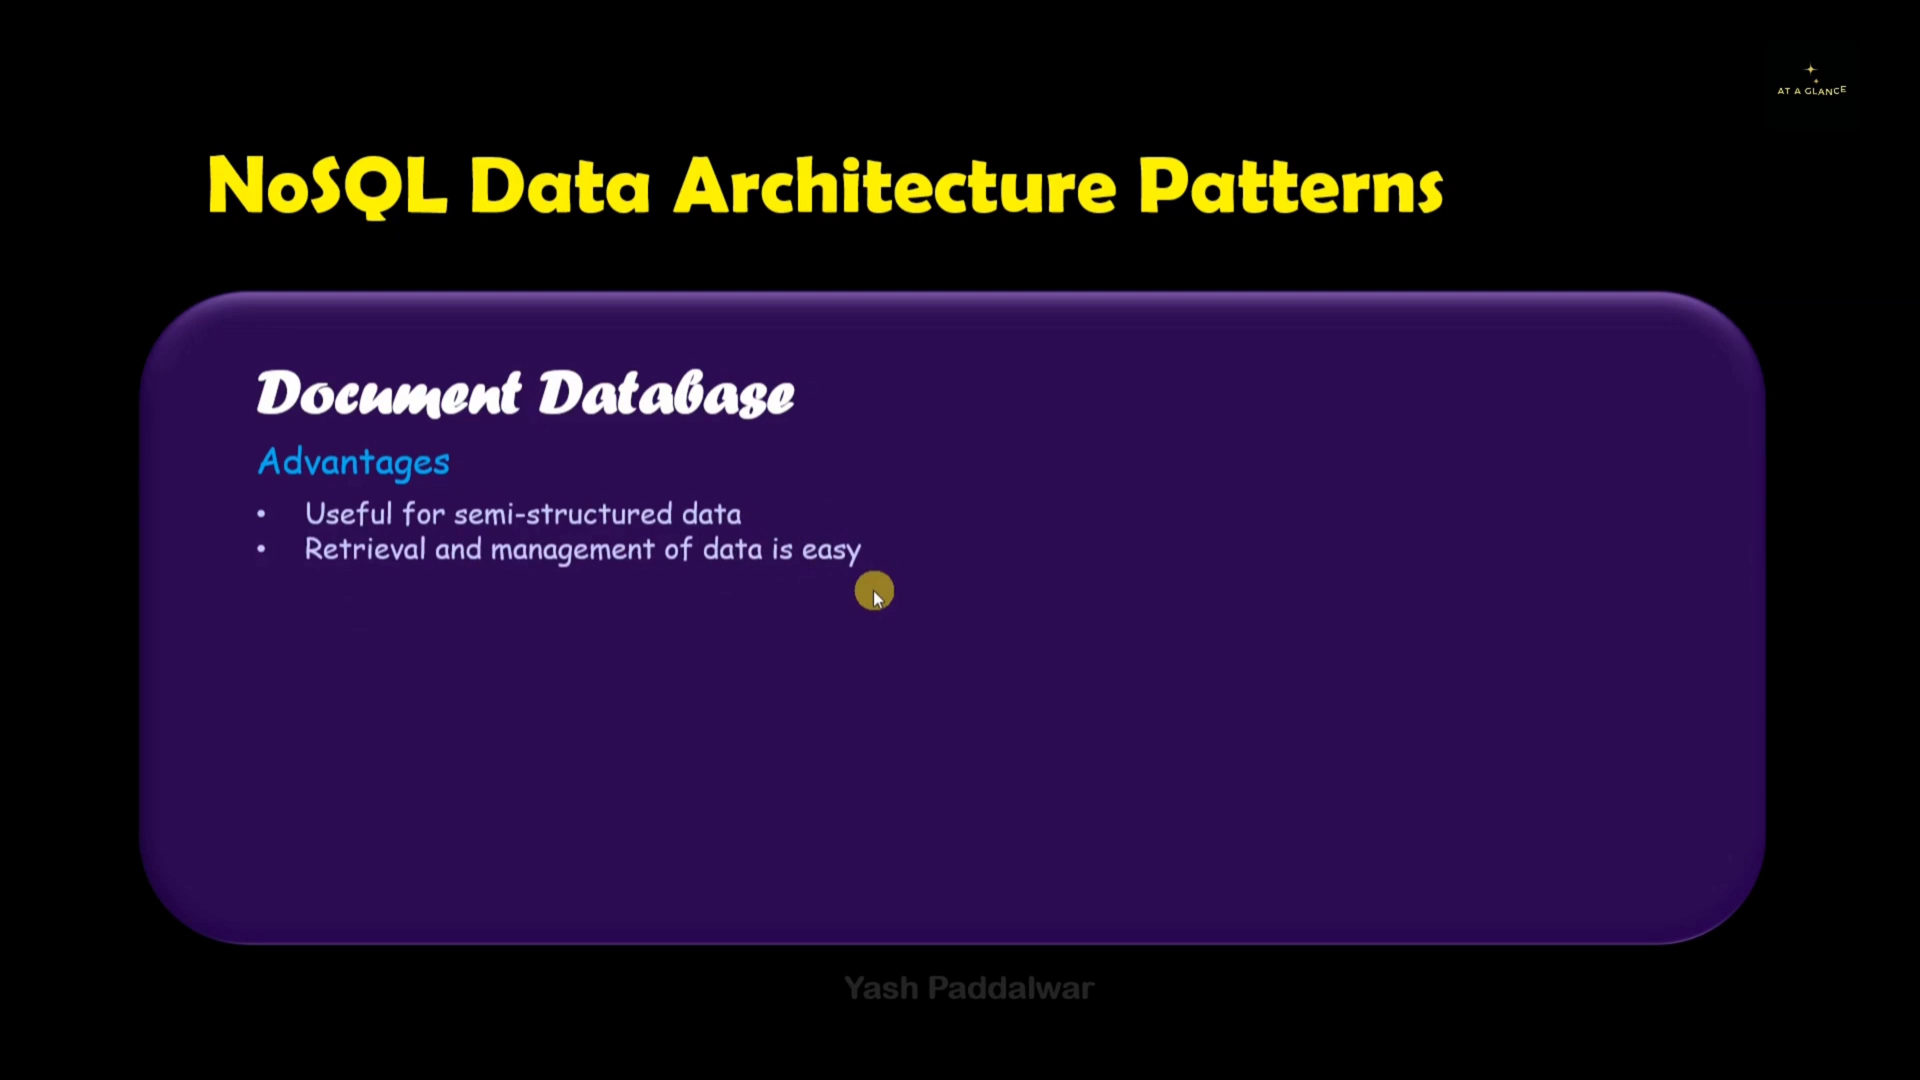 AT A GLANCE
NoSQL Data Architecture Patterns
Document Database
Advantages
• Useful for semi-structured data
• Retrieval and management of data is easy
Yash Paddalwar